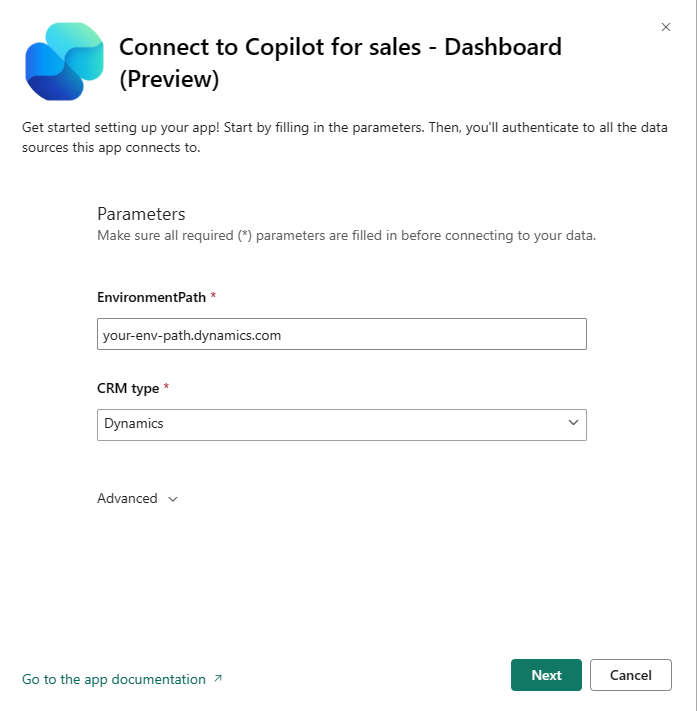 Connect to Copilot for sales - Dashboard
(Preview)
Get started setting up your app! Start by filling in the parameters. Then, you'll authenticate to all the data
sources this app connects to.
Parameters
Make sure all required (*) parameters are filled in before connecting to your data.
EnvironmentPath *
your-env-path.dynamics.com
CRM type *
Dynamics
Advanced
Go to the app documentation
Next
Cancel